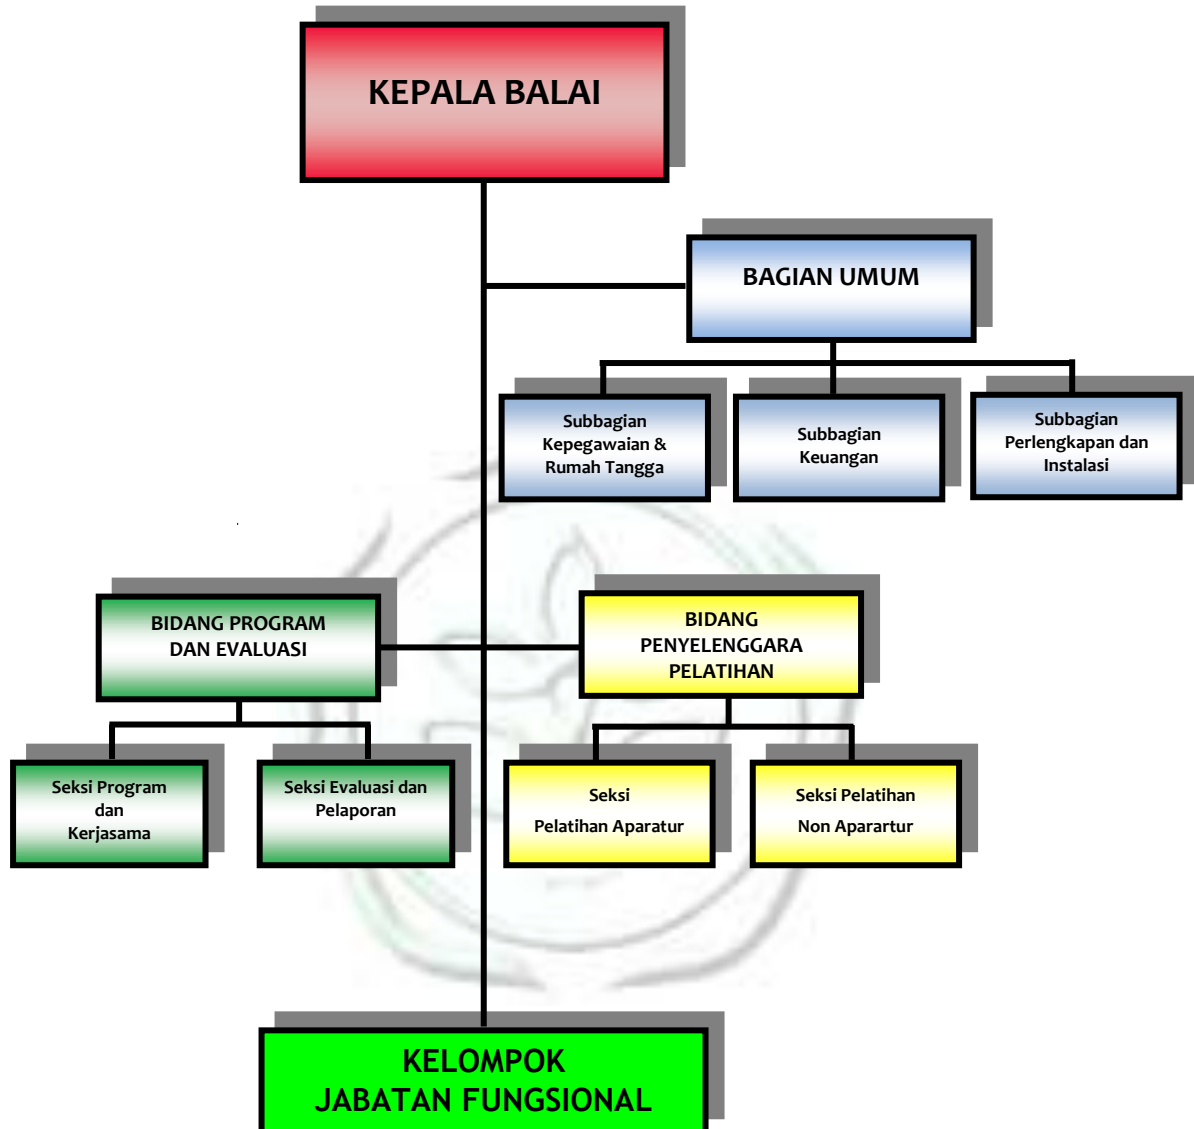 KEPALA BALAI
BAGIAN UMUM
Subbagian
Kepegawaian &
Rumah Tangga
Subbagian
Keuangan
Subbagian
Perlengkapan dan
Instalasi
BIDANG PROGRAM
DAN EVALUASI
BIDANG
PENYELENGGARA
PELATIHAN
Seksi Program
dan
Kerjasama
Seksi Evaluasi dan
Pelaporan
Seksi
Pelatihan Aparatur
Seksi Pelatihan
Non Aparartur
KELOMPOK
JABATAN FUNGSIONAL